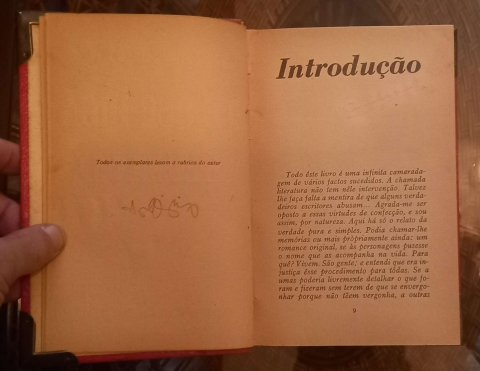 Todos os exemplares levam a rubrica do autor
Introdução
Todo êste livro é uma infinita camarada-
gem de vários factos sucedidos. A chamada
literatura não tem nêle intervenção. Talvez
lhe faça falta a mentira de que alguns verda-
deiros escritores abusam... Agrada-me ser
oposto a essas virtudes de confecção, e sou
assim, por natureza. Aqui há só o relato da
verdade pura e simples. Podia chamar-lhe
memórias ou mais pròpriamente ainda: um
romance original, se às personagens pusesse
o nome que as acompanha na vida. Para
quê? Vivem. São gente; e entendi que era in-
justiça êsse procedimento para tôdas. Se a
umas poderia livremente detalhar o que fo-
ram e fizeram sem terem de que se envergo-
nhar porque não têem vergonha, a outras
9